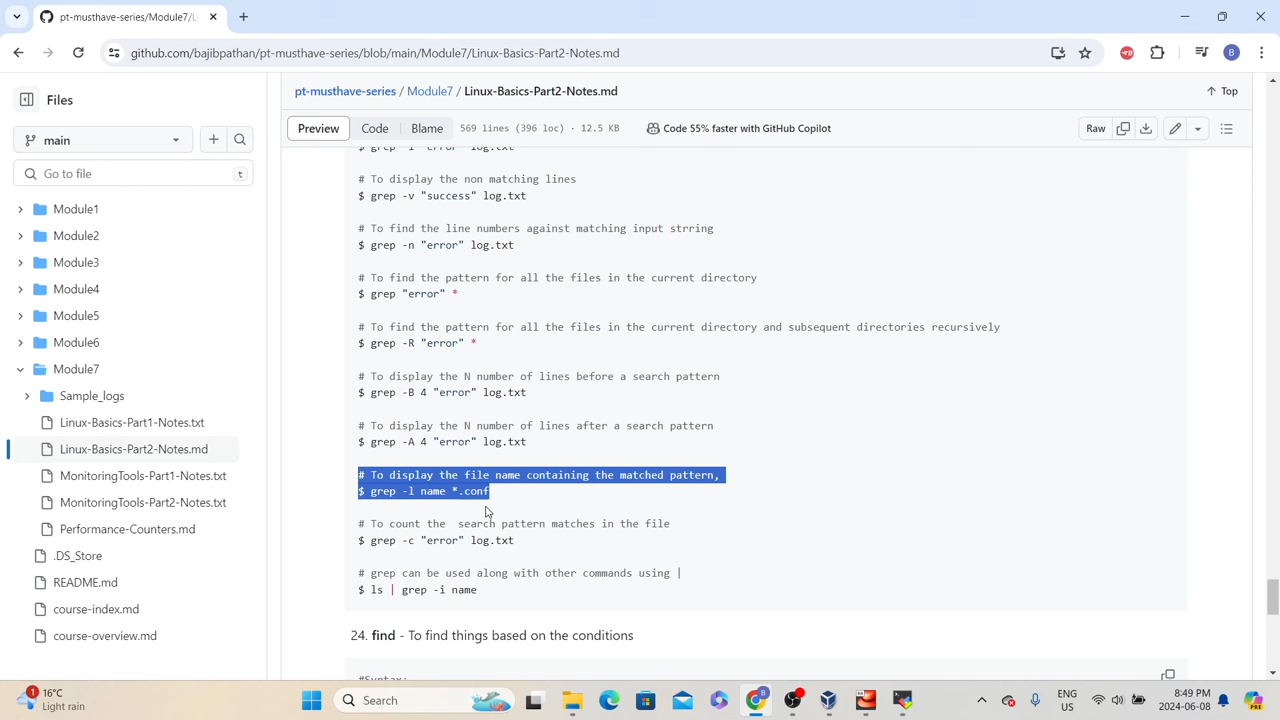 pt-musthave-series/Module7/Li
github.com/bajibpathan/pt-musthave-series/blob/main/Module7/Linux-Basics-Part2-Notes.md
B
Files
main
Go to file
t
Module1
Module2
Module3
Module4
Module5
Module6
Module7
Sample_logs
Linux-Basics-Part1-Notes.txt
Linux-Basics-Part2-Notes.md
MonitoringTools-Part1-Notes.txt
MonitoringTools-Part2-Notes.txt
Performance-Counters.md
.DS_Store
README.md
course-index.md
course-overview.md
pt-musthave-series / Module7 / Linux-Basics-Part2-Notes.md
Top
Preview Code Blame 569 lines (396 loc) · 12.5 KB Code 55% faster with GitHub Copilot
Raw
$ grep -i "error" log.txt
# To display the non matching lines
$ grep -v "success" log.txt
# To find the line numbers against matching input strring
$ grep -n "error" log.txt
# To find the pattern for all the files in the current directory
$ grep "error" *
# To find the pattern for all the files in the current directory and subsequent directories recursively
$ grep -R "error" *
# To display the N number of lines before a search pattern
$ grep -B 4 "error" log.txt
# To display the N number of lines after a search pattern
$ grep -A 4 "error" log.txt
# To display the file name containing the matched pattern,
$ grep -l name *.conf
# To count the  search pattern matches in the file
$ grep -c "error" log.txt
# grep can be used along with other commands using |
$ ls | grep -i name
24. find - To find things based on the conditions
#Syntax:
1
16°C
Light rain
Search
B
PRE
ENG
US
8:49 PM
2024-06-08
PRE